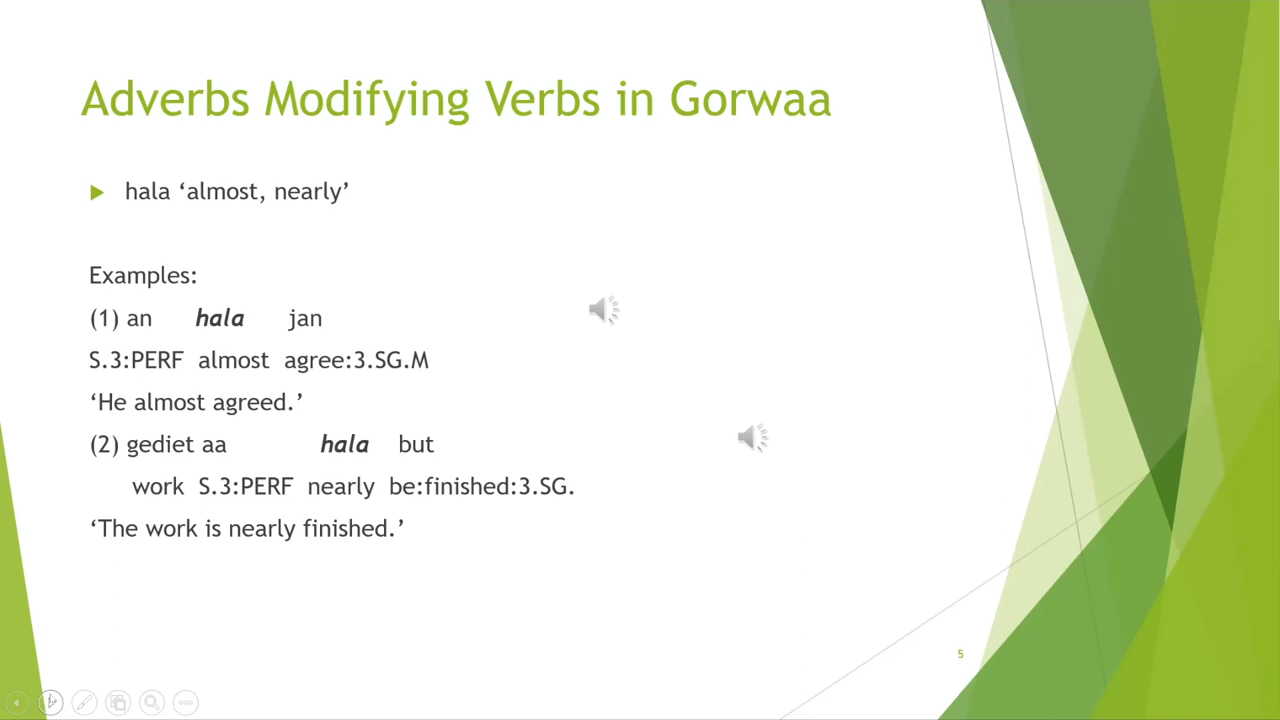 Adverbs Modifying Verbs in Gorwaa
hala ‘almost, nearly’
Examples:
(1) an hala jan
S.3:PERF almost agree:3.SG.M
‘He almost agreed.’
(2) gediet aa hala but
work S.3:PERF nearly be:finished:3.SG.
‘The work is nearly finished.’
5